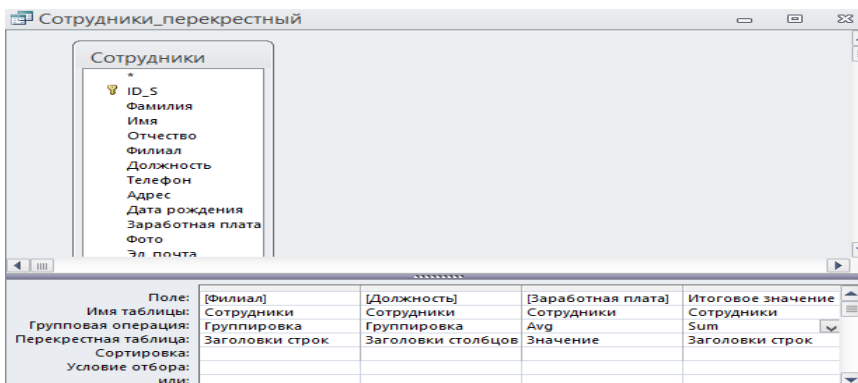 Сотрудники_перекрестный
Сотрудники
*
ID_S
Фамилия
Имя
Отчество
Филиал
Должность
Телефон
Адрес
Дата рождения
Заработная плата
Фото
Эл почта
Поле: [Филиал] [Должность] [Заработная плата] Итоговое значение
Имя таблицы: Сотрудники Сотрудники Сотрудники Сотрудники
Групповая операция: Группировка Группировка Avg Sum
Перекрестная таблица: Заголовки строк Заголовки столбцов Значение Заголовки строк
Сортировка:
Условие отбора:
или: